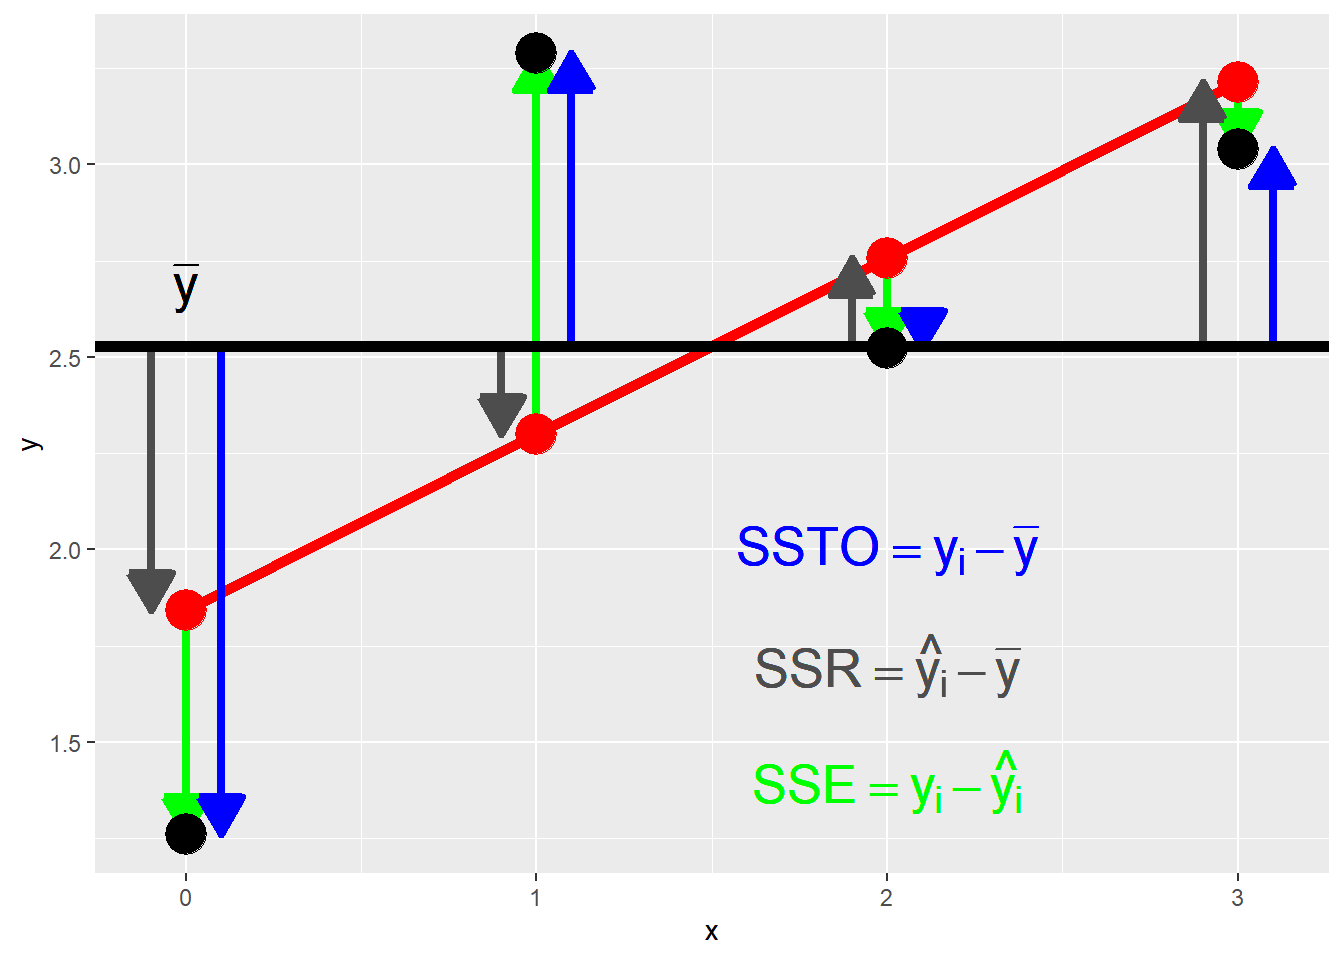 3.0
ȳ
2.5
y
2.0
SSTO = yᵢ − ȳ
SSR = ŷᵢ − ȳ
1.5
SSE = yᵢ − ŷᵢ
0 1 2 3
x